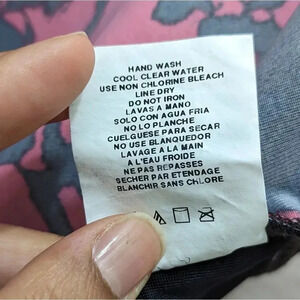 HAND WASH
COOL CLEAR WATER
USE NON CHLORINE BLEACH
LINE DRY
DO NOT IRON
LAVAS A MANO
SOLO CON AGUA FRIA
NO LO PLANCHE
CUELGUESE PARA SECAR
NO USE BLANQUEDOR
LAVAGE A LA MAIN
A L'EAU FROIDE
NE PAS REPASSES
SECHER PAR ETENDAGE
BLANCHIR SANS CHLORE